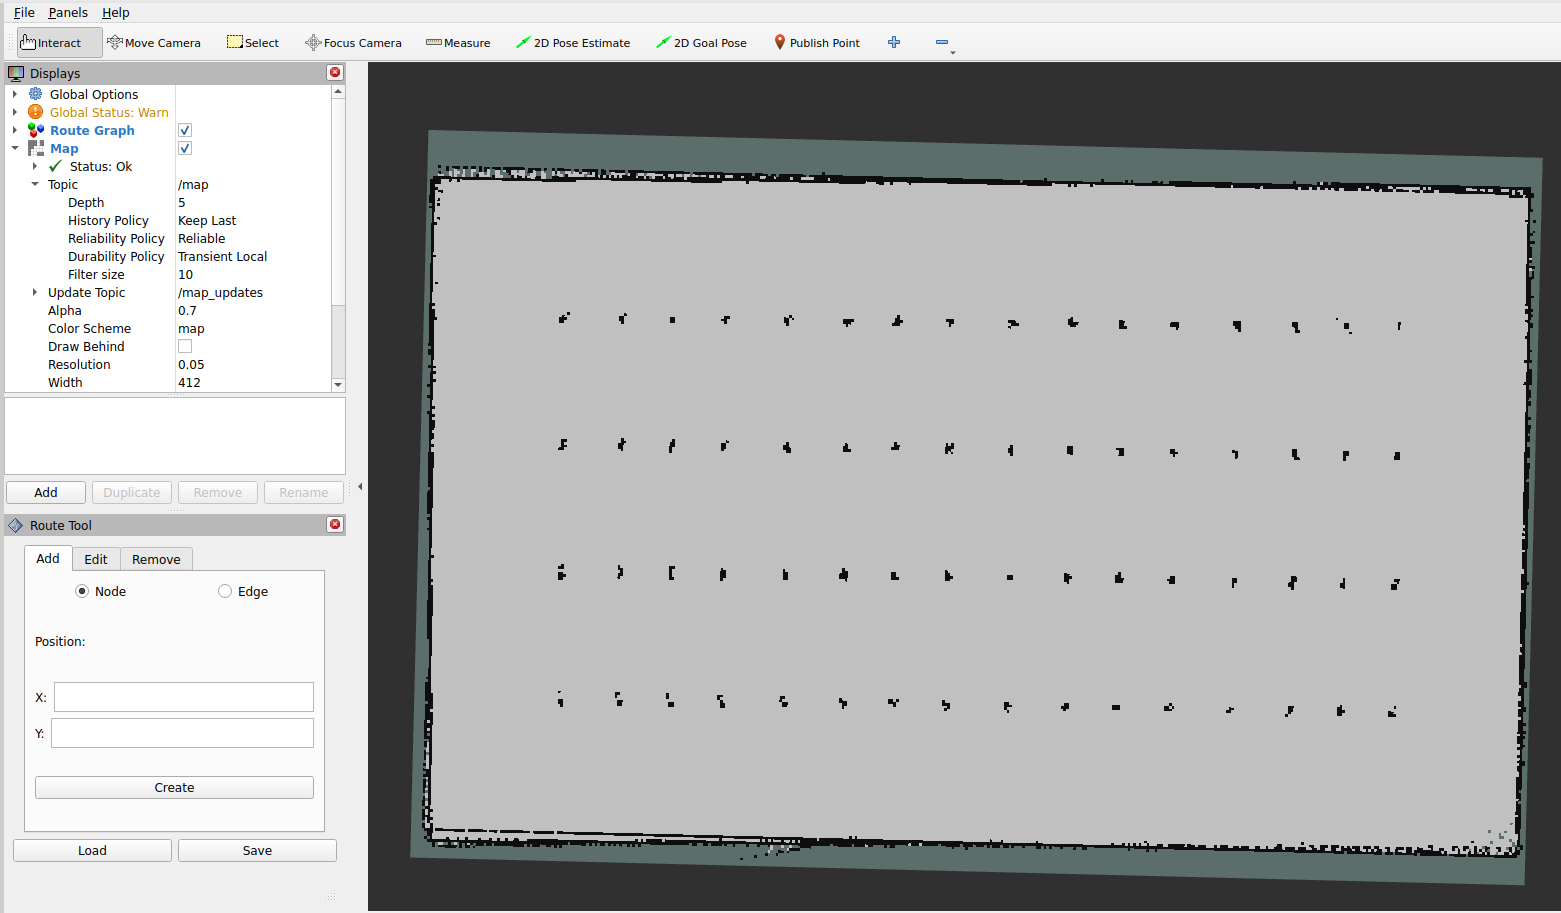 File Panels Help
Interact Move Camera Select Focus Camera Measure 2D Pose Estimate 2D Goal Pose Publish Point
Displays
Global Options
Global Status: Warn
Route Graph
Map
Status: Ok
Topic /map
Depth 5
History Policy Keep Last
Reliability Policy Reliable
Durability Policy Transient Local
Filter size 10
Update Topic /map_updates
Alpha 0.7
Color Scheme map
Draw Behind
Resolution 0.05
Width 412
Add Duplicate Remove Rename
Route Tool
Add Edit Remove
Node Edge
Position:
X:
Y:
Create
Load Save